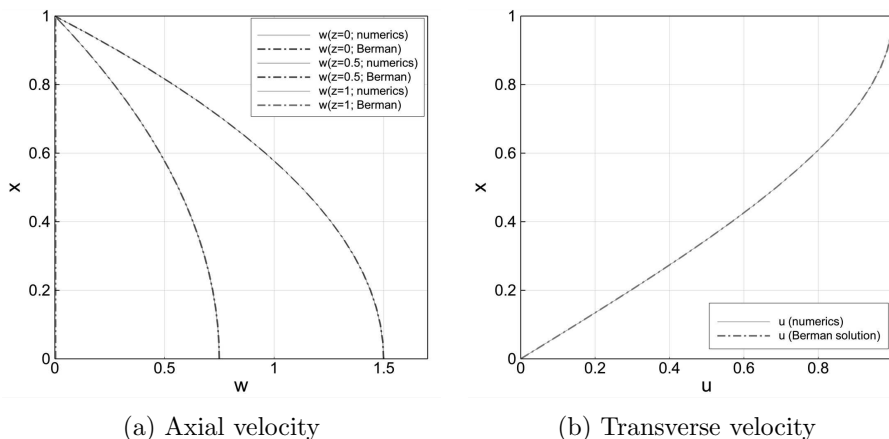 1
0.8
0.6
0.4
0.2
0
x
0
0.5
1
1.5
w
w(z=0; numerics)
w(z=0; Berman)
w(z=0.5; numerics)
w(z=0.5; Berman)
w(z=1; numerics)
w(z=1; Berman)
(a) Axial velocity
1
0.8
0.6
0.4
0.2
0
x
0
0.2
0.4
0.6
0.8
u
u (numerics)
u (Berman solution)
(b) Transverse velocity